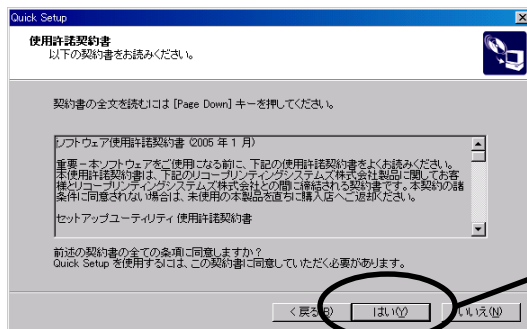 Quick Setup
使用許諾契約書
以下の契約書をお読みください。
契約書の全文を読むには [Page Down] キーを押してください。
ソフトウェア使用許諾契約書 (2005 年 1 月)
重要 - 本ソフトウェアをご使用になる前に、下記の使用許諾契約書をよくお読みください。
本使用許諾契約書は、下記のリコープリンティングシステムズ株式会社製品に関してお客
様とリコープリンティングシステムズ株式会社との間に締結される契約書です。本契約の諸
条件に同意されない場合は、未使用の本製品を直ちに購入店へご返却ください。
セットアップユーティリティ 使用許諾契約書
前述の契約書の全ての条項に同意しますか?
Quick Setup を使用するには、この契約書に同意していただく必要があります。
< 戻る(B) はい(Y) いいえ(N)